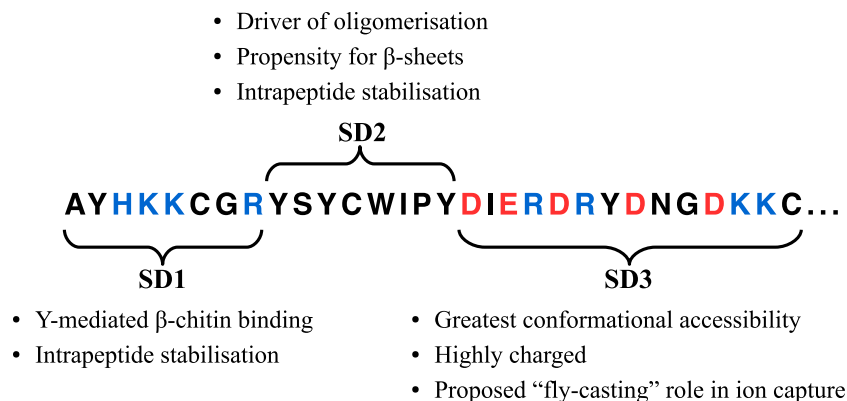 • Driver of oligomerisation
• Propensity for β-sheets
• Intrapeptide stabilisation
SD2
AYHKKCGRYSYCWIPYDIERDRYDNGDKKC...
SD1
SD3
• Y-mediated β-chitin binding
• Intrapeptide stabilisation
• Greatest conformational accessibility
• Highly charged
• Proposed “fly-casting” role in ion capture